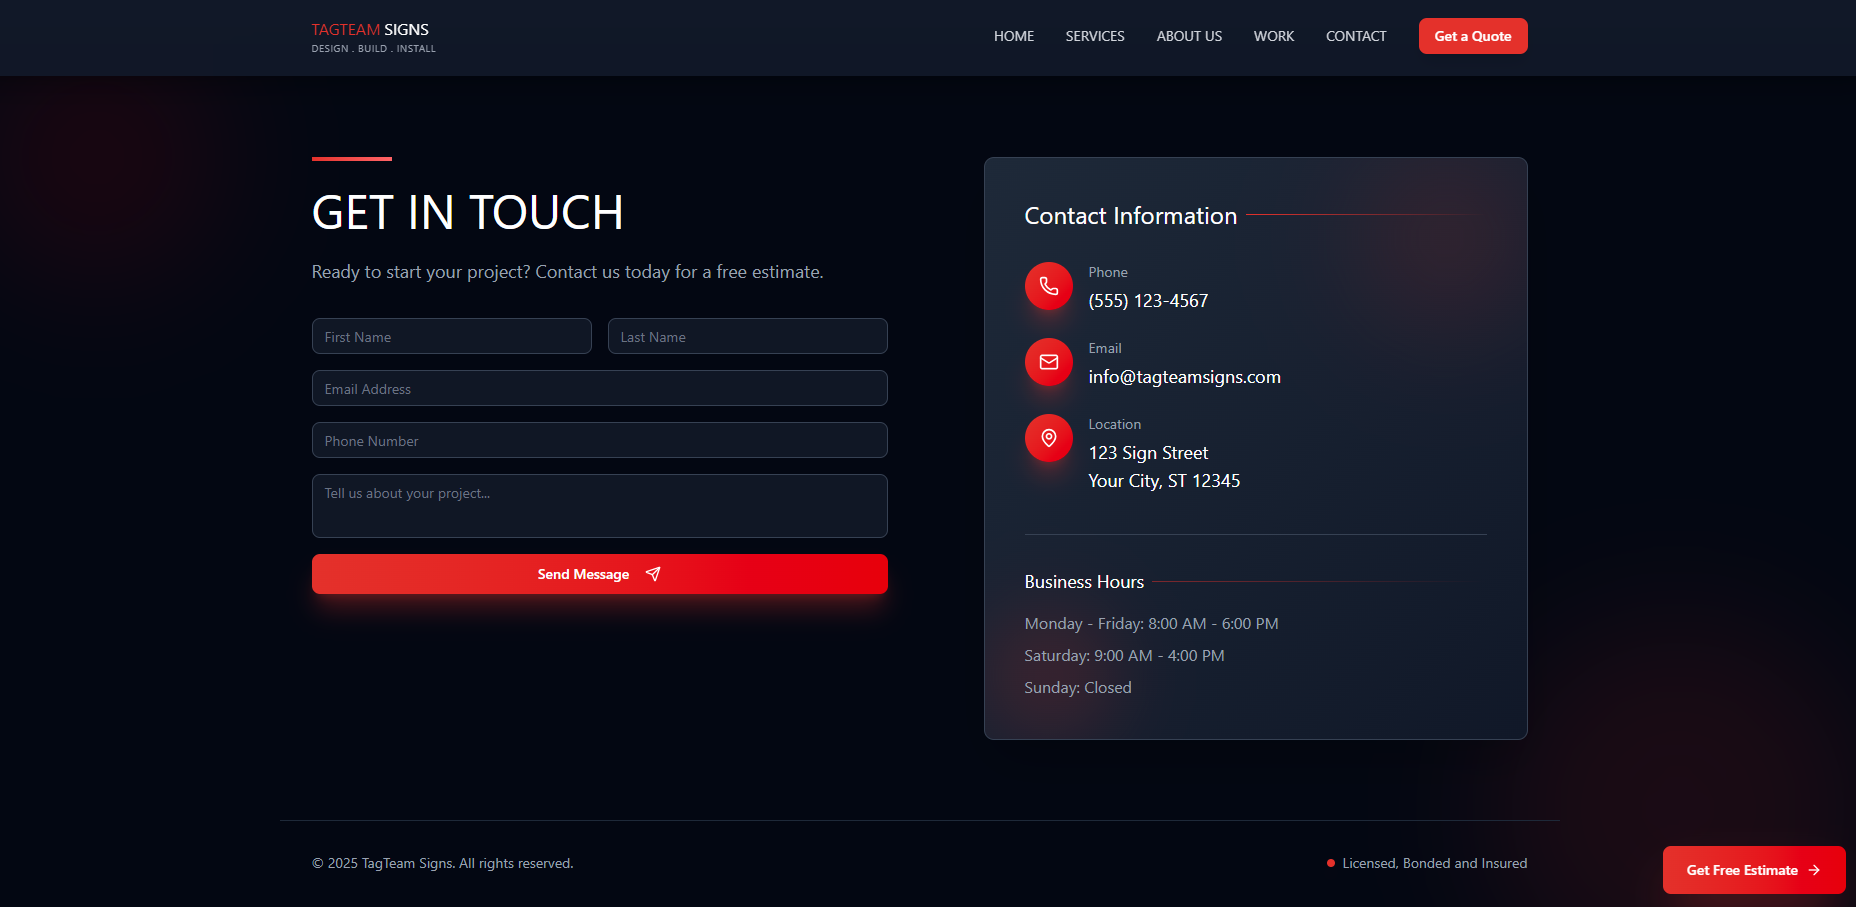 TAGTEAM SIGNS
DESIGN . BUILD . INSTALL
HOME
SERVICES
ABOUT US
WORK
CONTACT
Get a Quote
GET IN TOUCH
Ready to start your project? Contact us today for a free estimate.
First Name
Last Name
Email Address
Phone Number
Tell us about your project...
Send Message
Contact Information
Phone
(555) 123-4567
Email
info@tagteamsigns.com
Location
123 Sign Street
Your City, ST 12345
Business Hours
Monday - Friday: 8:00 AM - 6:00 PM
Saturday: 9:00 AM - 4:00 PM
Sunday: Closed
© 2025 TagTeam Signs. All rights reserved.
Licensed, Bonded and Insured
Get Free Estimate